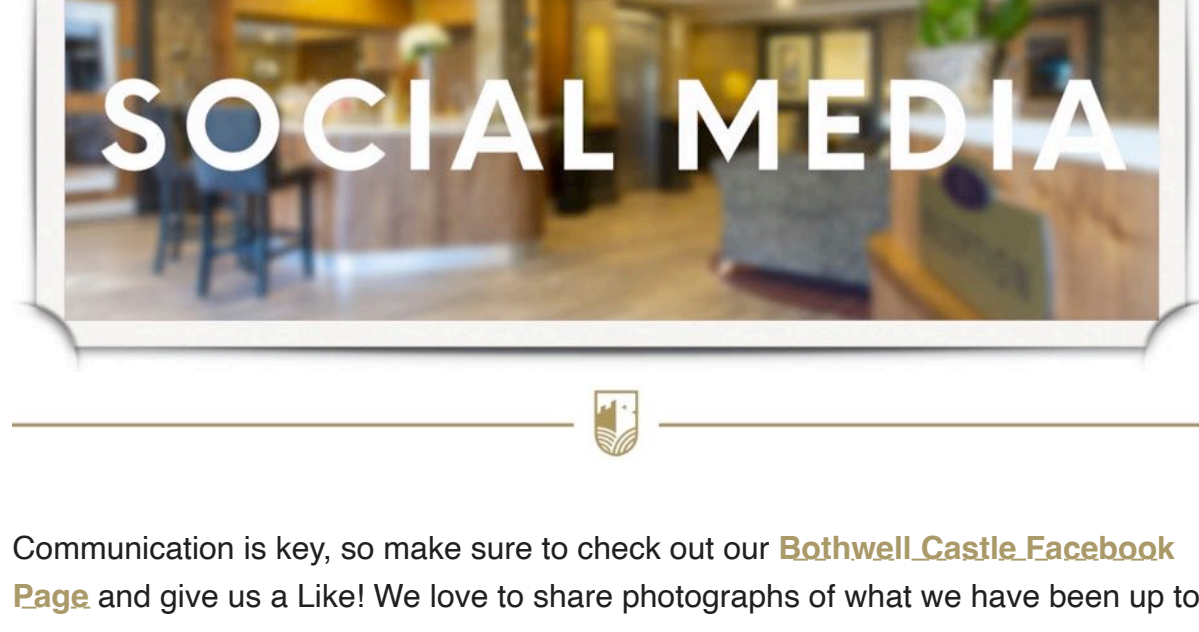 SOCIAL MEDIA
Communication is key, so make sure to check out our Bothwell Castle Facebook
Page and give us a Like! We love to share photographs of what we have been up to